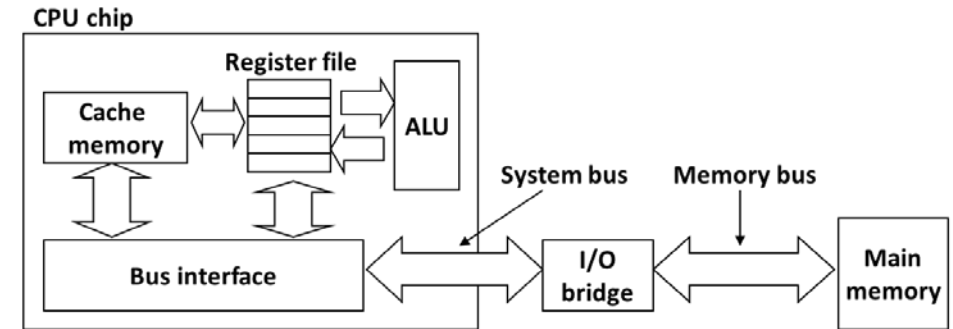 CPU chip
Register file
Cache
memory
ALU
System bus
Memory bus
Bus interface
I/O
bridge
Main
memory